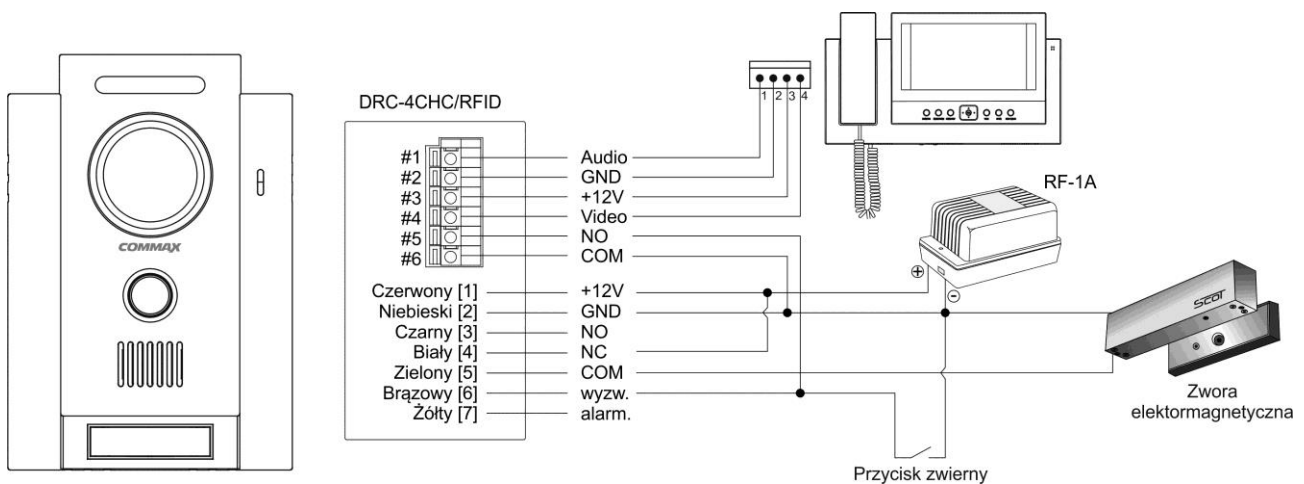 COMMAX
DRC-4CHC/RFID
#1 Audio
#2 GND
#3 +12V
#4 Video
#5 NO
#6 COM
Czerwony [1] +12V
Niebieski [2] GND
Czarny [3] NO
Biały [4] NC
Zielony [5] COM
Brązowy [6] wyzw.
Żółty [7] alarm.
1 2 3 4
RF-1A
+
-
SCOT
Zwora
elektormagnetyczna
Przycisk zwierny